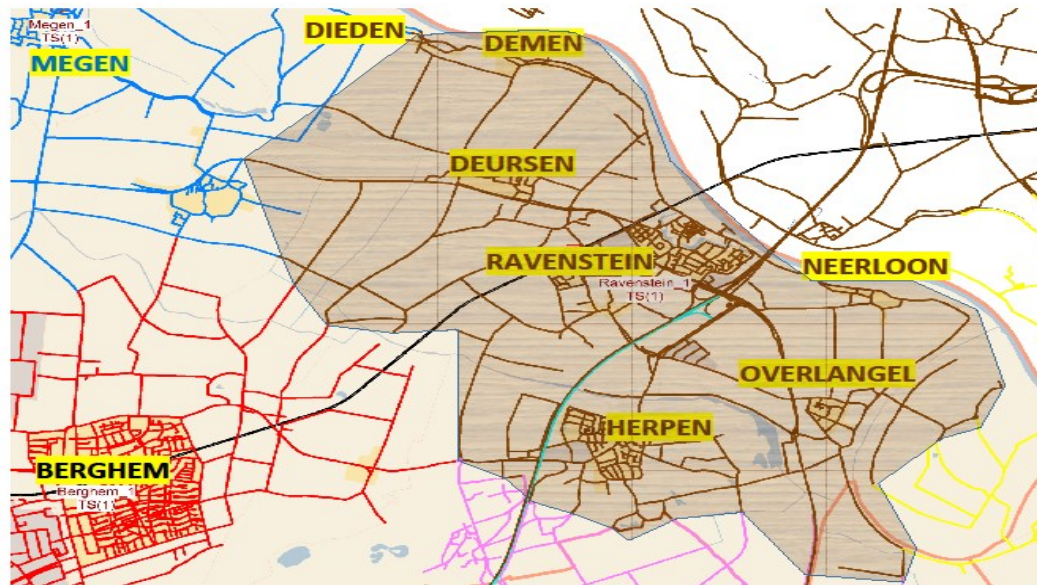 Megen_1
TS(1)
MEGEN
DIEDEN
DEMEN
DEURSEN
RAVENSTEIN
Ravenstein_1
TS(1)
NEERLOON
OVERLANGEL
HERPEN
BERGHEM
Berghem_1
TS(1)